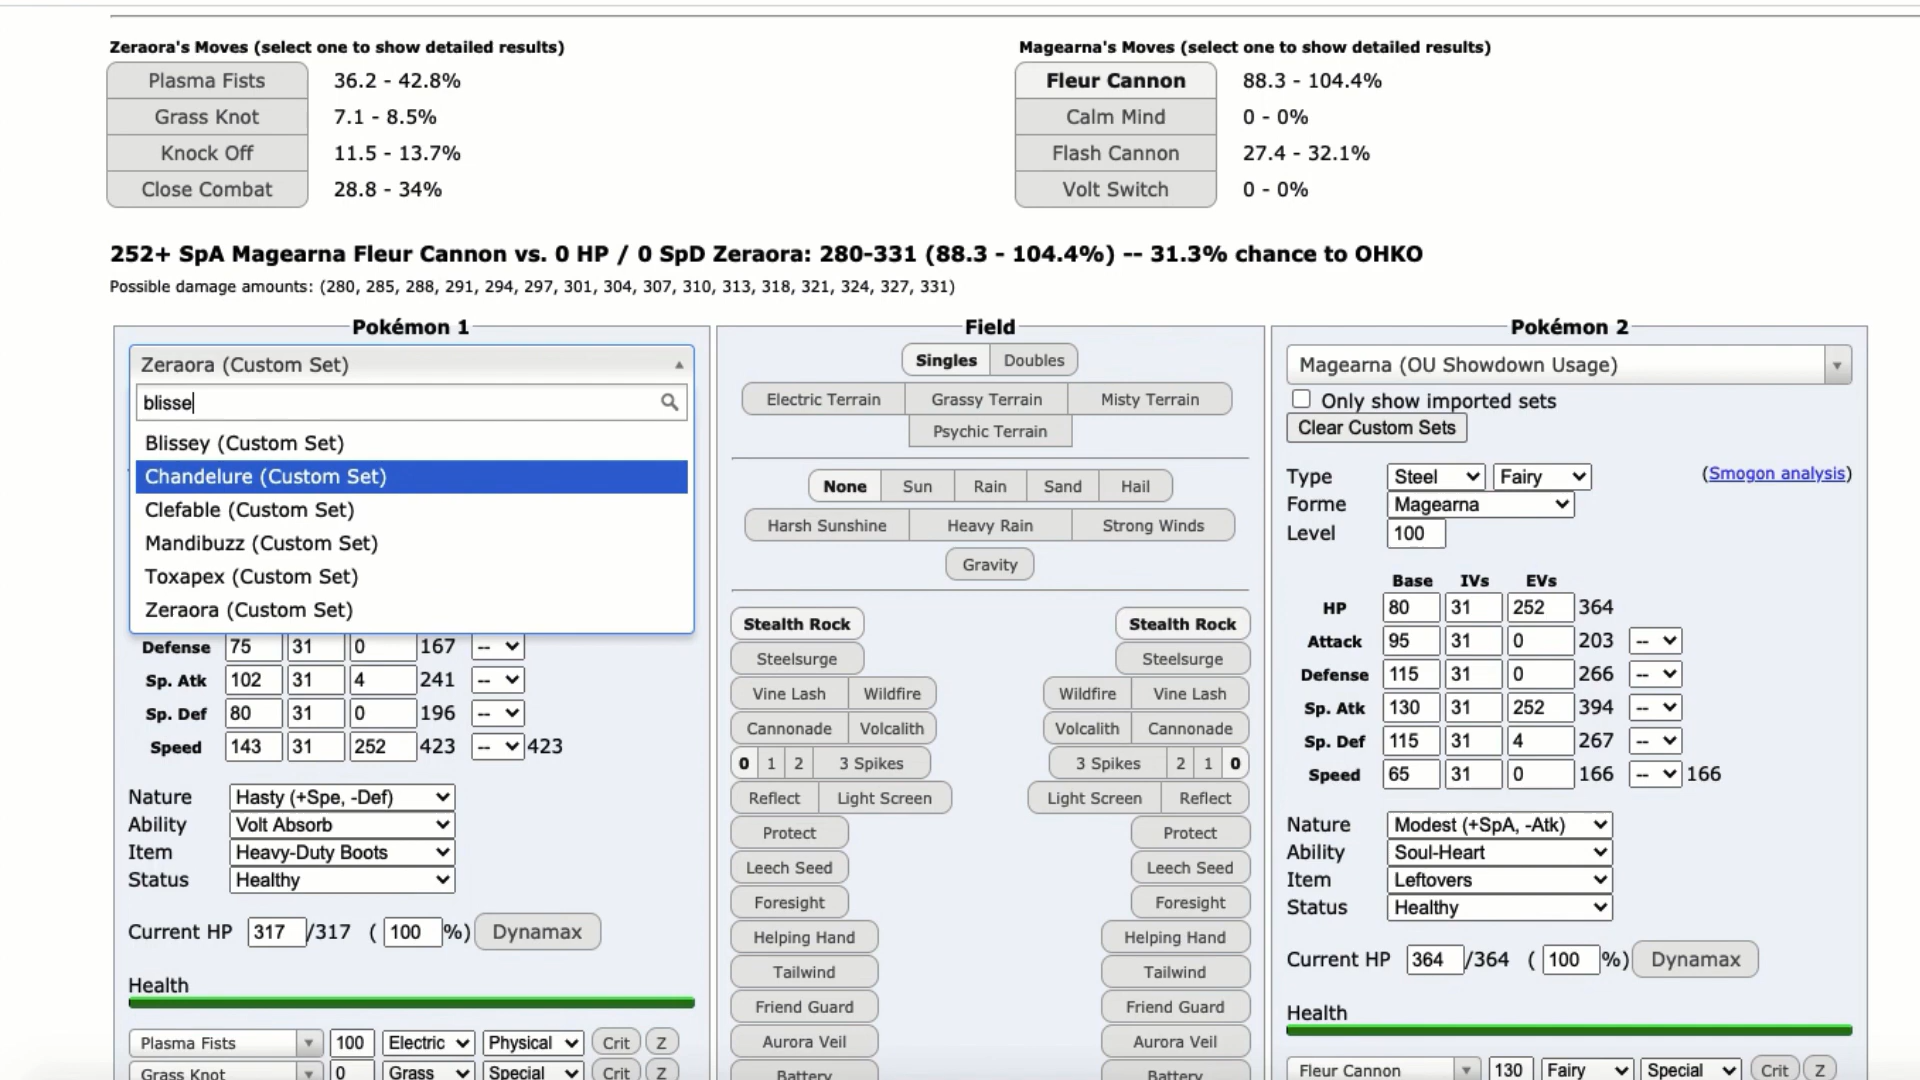 Zeraora's Moves (select one to show detailed results)
Plasma Fists 36.2 - 42.8%
Grass Knot 7.1 - 8.5%
Knock Off 11.5 - 13.7%
Close Combat 28.8 - 34%
Magearna's Moves (select one to show detailed results)
Fleur Cannon 88.3 - 104.4%
Calm Mind 0 - 0%
Flash Cannon 27.4 - 32.1%
Volt Switch 0 - 0%
252+ SpA Magearna Fleur Cannon vs. 0 HP / 0 SpD Zeraora: 280-331 (88.3 - 104.4%) -- 31.3% chance to OHKO
Possible damage amounts: (280, 285, 288, 291, 294, 297, 301, 304, 307, 310, 313, 318, 321, 324, 327, 331)
Pokémon 1
Zeraora (Custom Set)
blisse
Blissey (Custom Set)
Chandelure (Custom Set)
Clefable (Custom Set)
Mandibuzz (Custom Set)
Toxapex (Custom Set)
Zeraora (Custom Set)
Defense 75 31 0 167 --
Sp. Atk 102 31 4 241 --
Sp. Def 80 31 0 196 --
Speed 143 31 252 423 -- 423
Nature Hasty (+Spe, -Def)
Ability Volt Absorb
Item Heavy-Duty Boots
Status Healthy
Current HP 317/317 ( 100 %) Dynamax
Health
Plasma Fists 100 Electric Physical Crit Z
Grass Knot 0 Grass Special Crit Z
Field
Singles Doubles
Electric Terrain Grassy Terrain Misty Terrain
Psychic Terrain
None Sun Rain Sand Hail
Harsh Sunshine Heavy Rain Strong Winds
Gravity
Stealth Rock Stealth Rock
Steelsurge Steelsurge
Vine Lash Wildfire Wildfire Vine Lash
Cannonade Volcalith Volcalith Cannonade
0 1 2 3 Spikes 3 Spikes 2 1 0
Reflect Light Screen Light Screen Reflect
Protect Protect
Leech Seed Leech Seed
Foresight Foresight
Helping Hand Helping Hand
Tailwind Tailwind
Friend Guard Friend Guard
Aurora Veil Aurora Veil
Battery Battery
Pokémon 2
Magearna (OU Showdown Usage)
Only show imported sets
Clear Custom Sets
Type Steel Fairy (Smogon analysis)
Forme Magearna
Level 100
Base IVs EVs
HP 80 31 252 364
Attack 95 31 0 203 --
Defense 115 31 0 266 --
Sp. Atk 130 31 252 394 --
Sp. Def 115 31 4 267 --
Speed 65 31 0 166 -- 166
Nature Modest (+SpA, -Atk)
Ability Soul-Heart
Item Leftovers
Status Healthy
Current HP 364/364 ( 100 %) Dynamax
Health
Fleur Cannon 130 Fairy Special Crit Z